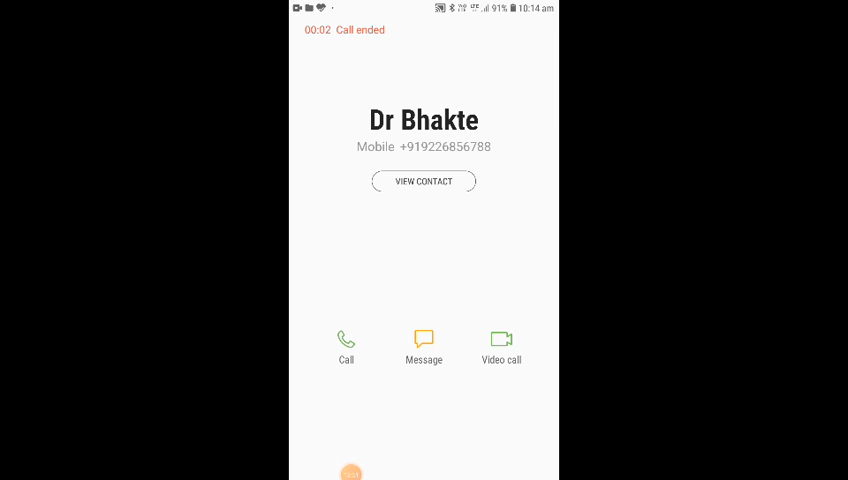 91% 10:14 am
00:02 Call ended
Dr Bhakte
Mobile +919226856788
VIEW CONTACT
Call Message Video call